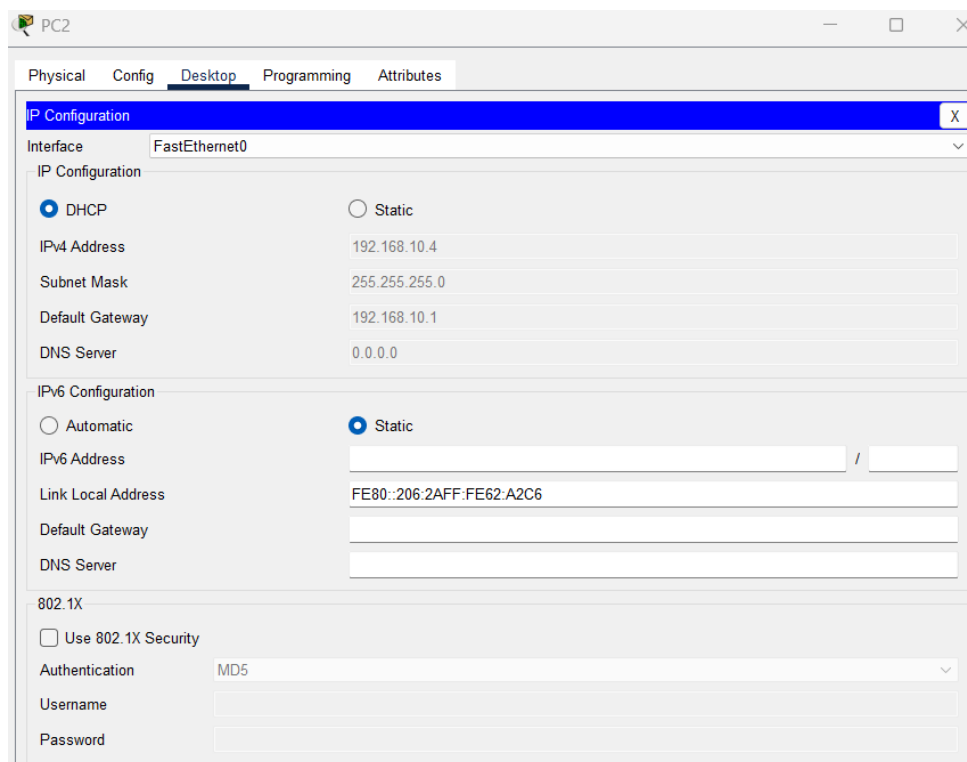 PC2
Physical Config Desktop Programming Attributes
IP Configuration X
Interface FastEthernet0
IP Configuration
DHCP Static
IPv4 Address 192.168.10.4
Subnet Mask 255.255.255.0
Default Gateway 192.168.10.1
DNS Server 0.0.0.0
IPv6 Configuration
Automatic Static
IPv6 Address /
Link Local Address FE80::206:2AFF:FE62:A2C6
Default Gateway
DNS Server
802.1X
Use 802.1X Security
Authentication MD5
Username
Password